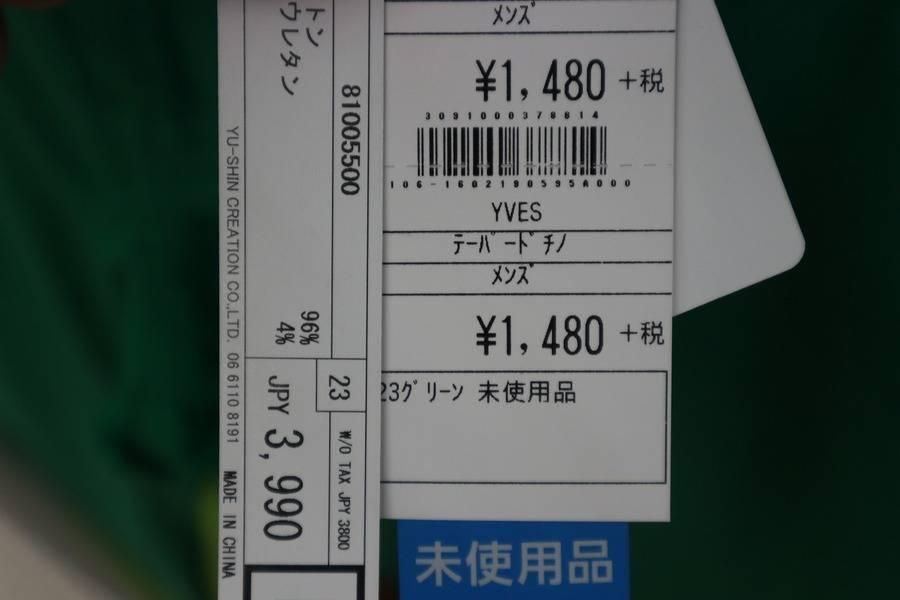 トン 96%
ウレタン 4%
81005500
23
JPY 3,990
W/O TAX JPY 3800
YU-SHIN CREATION CO.,LTD. 06 6110 8191 MADE IN CHINA
メンズ
¥1,480 +税
3091000378814
106-16G2190595A000
YVES
テーパードチノ
メンズ
¥1,480 +税
23グリーン 未使用品
未使用品